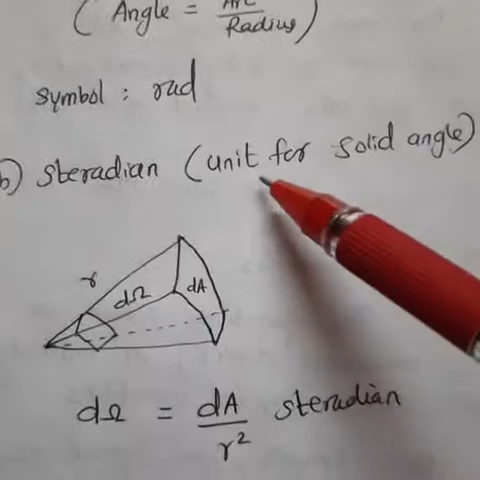 ( Angle = Arc / Radius )
symbol : rad
b) steradian (unit for solid angle)
r
dΩ dA
dΩ = dA / r² steradian